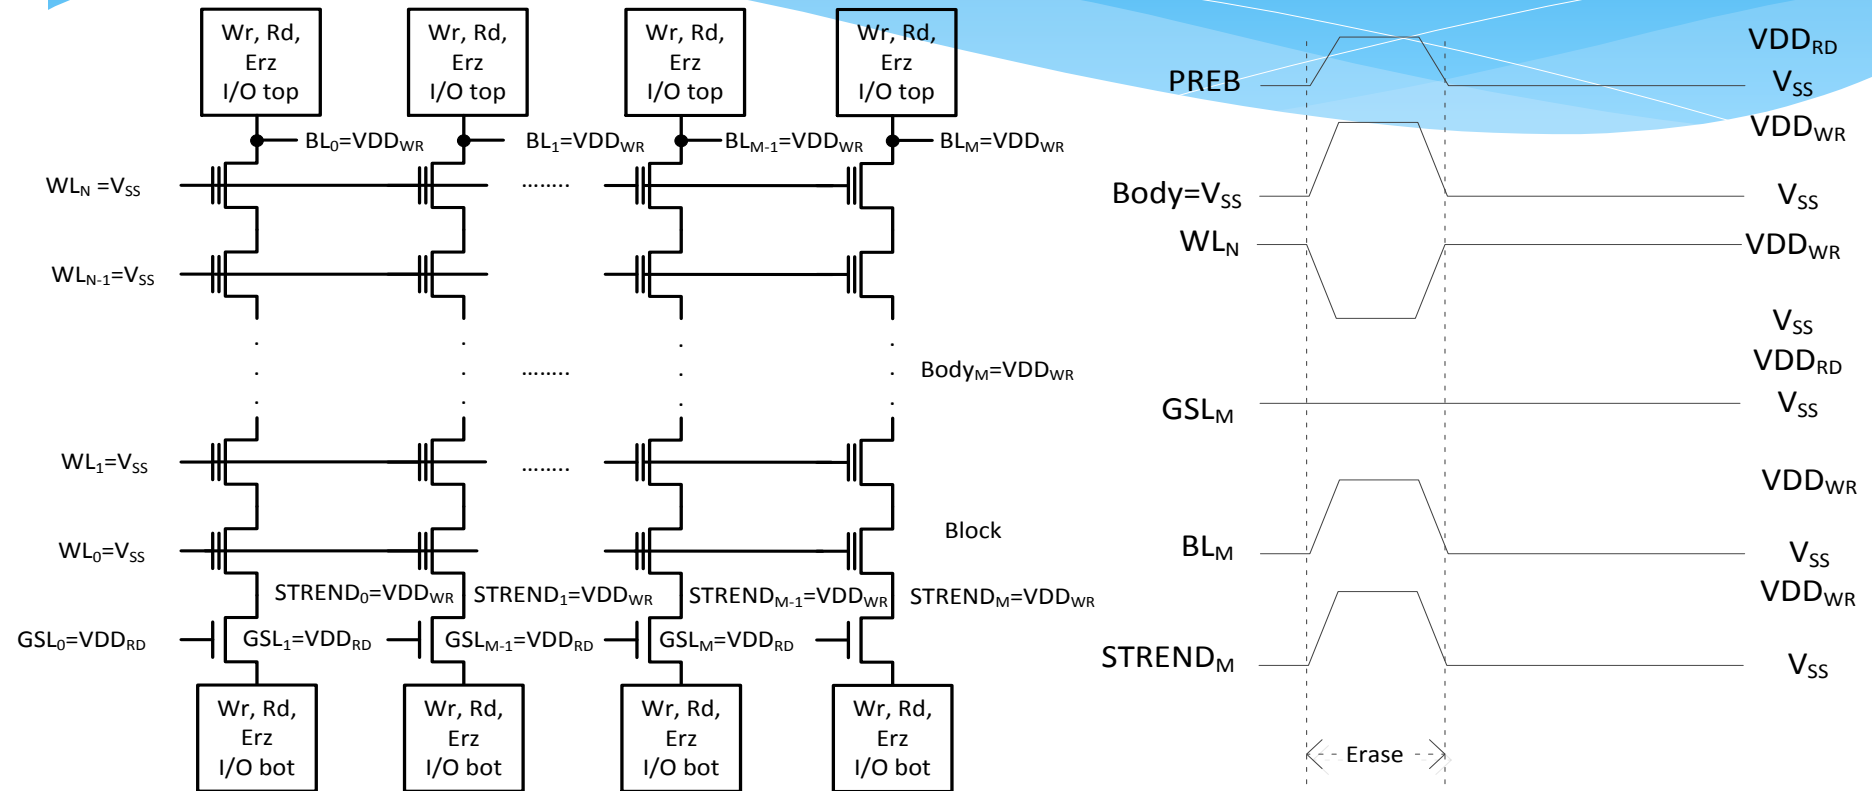 Wr, Rd, Erz I/O top
Wr, Rd, Erz I/O top
Wr, Rd, Erz I/O top
Wr, Rd, Erz I/O top
BL0=VDDWR
BL1=VDDWR
BLM-1=VDDWR
BLM=VDDWR
WLN =VSS
........
WLN-1=VSS
........
BodyM=VDDWR
WL1=VSS
........
WL0=VSS
Block
STREND0=VDDWR
STREND1=VDDWR
STRENDM-1=VDDWR
STRENDM=VDDWR
GSL0=VDDRD
GSL1=VDDRD
GSLM-1=VDDRD
GSLM=VDDRD
Wr, Rd, Erz I/O bot
Wr, Rd, Erz I/O bot
Wr, Rd, Erz I/O bot
Wr, Rd, Erz I/O bot
VDDRD
PREB
VSS
VDDWR
Body=VSS
VSS
WLN
VDDWR
VSS
VDDRD
GSLM
VSS
VDDWR
BLM
VSS
VDDWR
STRENDM
VSS
Erase